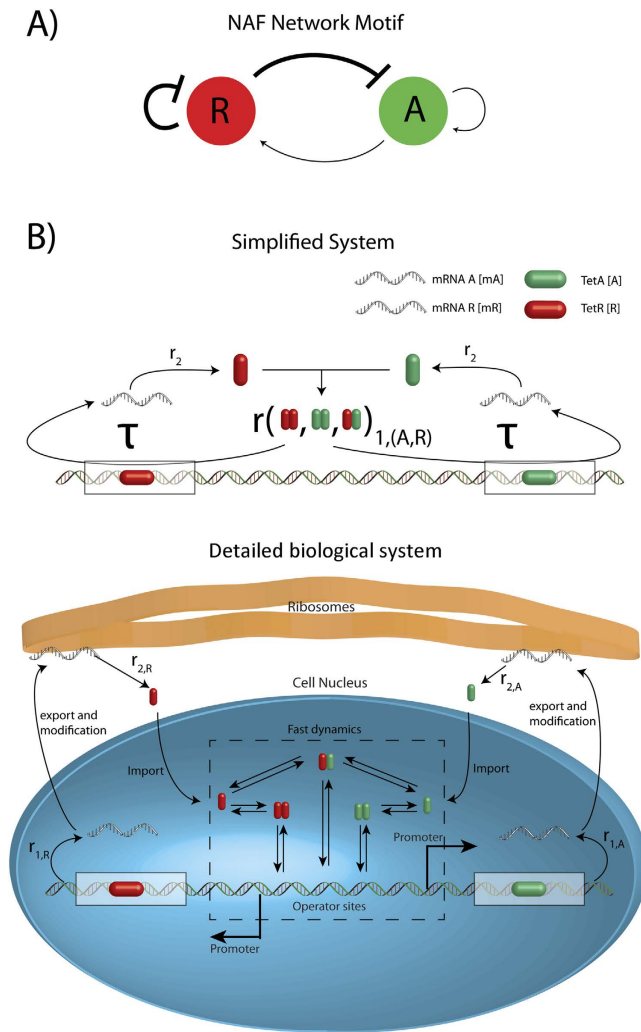 A)
NAF Network Motif
R
A
B)
Simplified System
mRNA A [mA]
TetA [A]
mRNA R [mR]
TetR [R]
r2
r2
τ
r( , , )1,(A,R)
τ
Detailed biological system
Ribosomes
r2,R
r2,A
Cell Nucleus
export and
modification
export and
modification
Fast dynamics
Import
Import
Promoter
r1,R
r1,A
Operator sites
Promoter